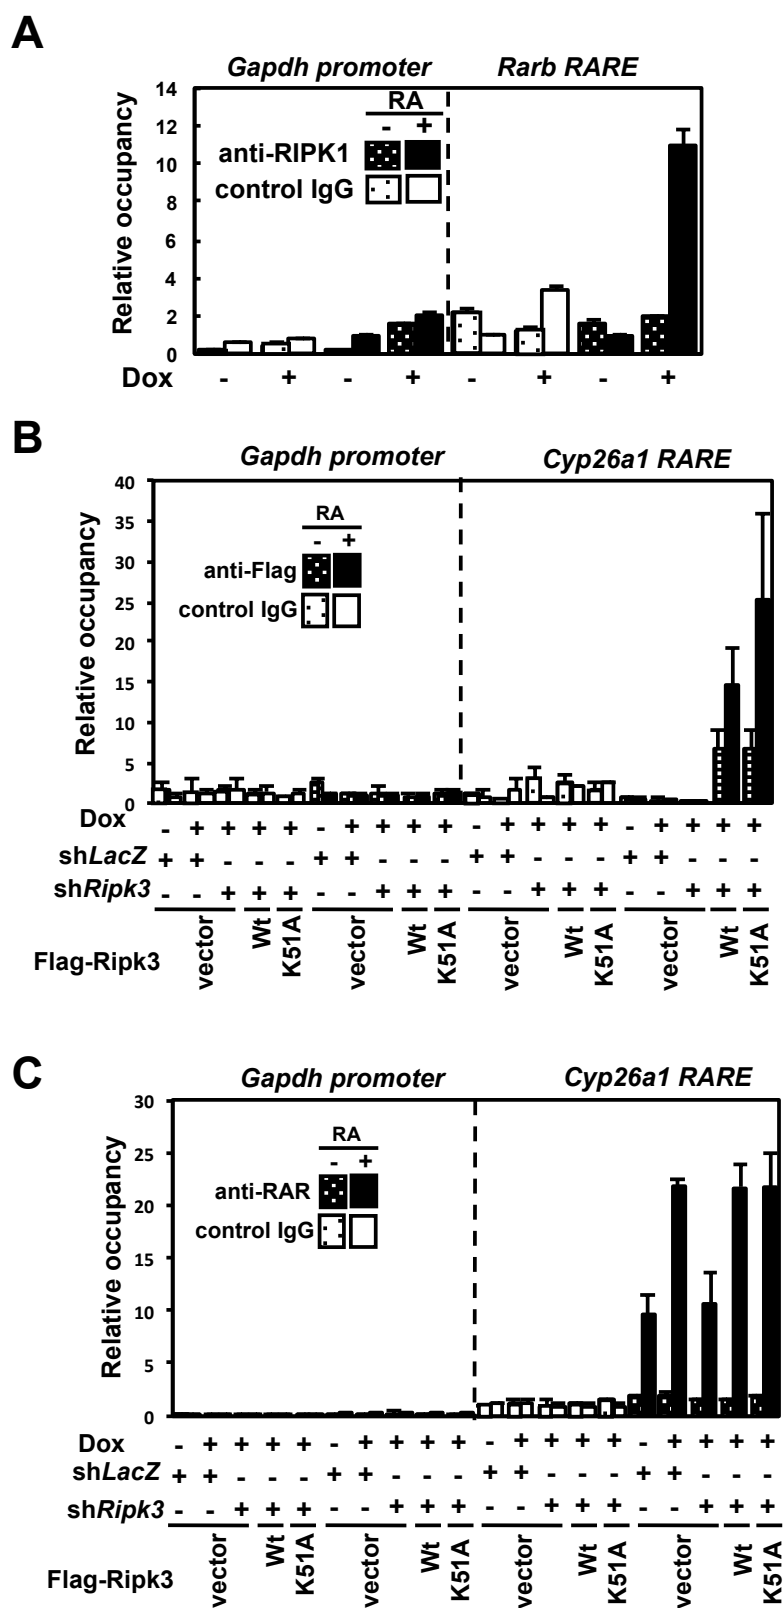 A
Gapdh promoter Rarb RARE
Relative occupancy
14
12
10
8
6
4
2
0
RA
- +
anti-RIPK1
control IgG
Dox - + - + - + - +
B
Gapdh promoter Cyp26a1 RARE
Relative occupancy
40
35
30
25
20
15
10
5
0
RA
- +
anti-Flag
control IgG
Dox - + + + + - + + + + - + + + + - + + + +
shLacZ + + - - - + + - - - + + - - - + + - - -
shRipk3 - - + + + - - + + + - - + + + - - + + +
Flag-Ripk3 vector Wt K51A vector Wt K51A vector Wt K51A vector Wt K51A
C
Gapdh promoter Cyp26a1 RARE
Relative occupancy
30
25
20
15
10
5
0
RA
- +
anti-RAR
control IgG
Dox - + + + + - + + + + - + + + + - + + + +
shLacZ + + - - - + + - - - + + - - - + + - - -
shRipk3 - - + + + - - + + + - - + + + - - + + +
Flag-Ripk3 vector Wt K51A vector Wt K51A vector Wt K51A vector Wt K51A